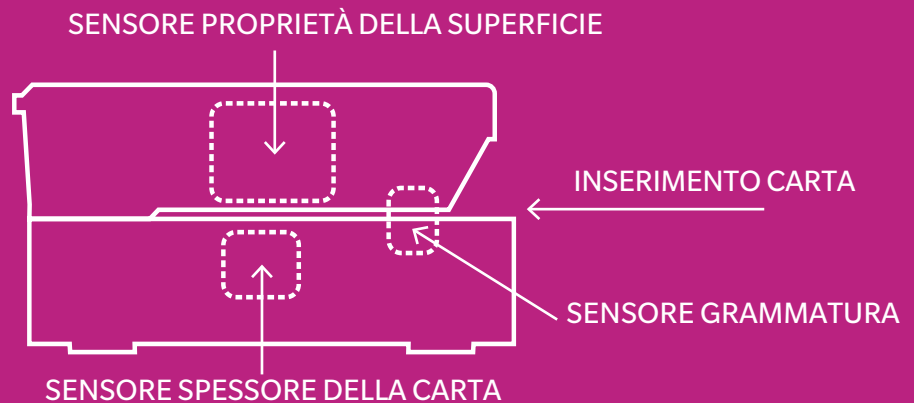 SENSORE PROPRIETÀ DELLA SUPERFICIE
INSERIMENTO CARTA
SENSORE GRAMMATURA
SENSORE SPESSORE DELLA CARTA